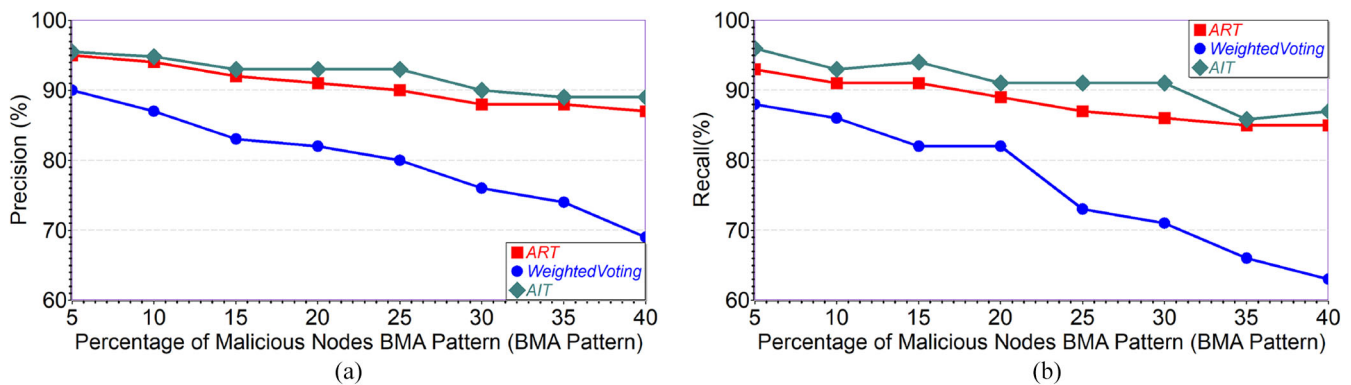 100
90
80
70
60
Precision (%)
ART
WeightedVoting
AIT
5 10 15 20 25 30 35 40
Percentage of Malicious Nodes BMA Pattern (BMA Pattern)
(a)
100
90
80
70
60
Recall(%)
ART
WeightedVoting
AIT
5 10 15 20 25 30 35 40
Percentage of Malicious Nodes BMA Pattern (BMA Pattern)
(b)